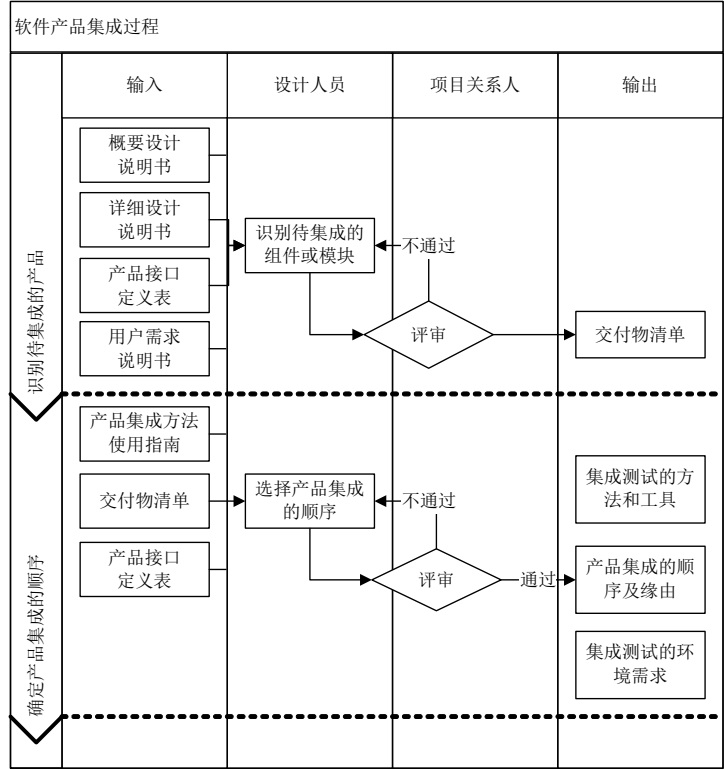 软件产品集成过程
输入
设计人员
项目关系人
输出
识别待集成的产品
概要设计
说明书
详细设计
说明书
产品接口
定义表
用户需求
说明书
识别待集成的
组件或模块
不通过
评审
交付物清单
确定产品集成的顺序
产品集成方法
使用指南
交付物清单
产品接口
定义表
选择产品集成
的顺序
不通过
评审
通过
集成测试的方
法和工具
产品集成的顺
序及缘由
集成测试的环
境需求